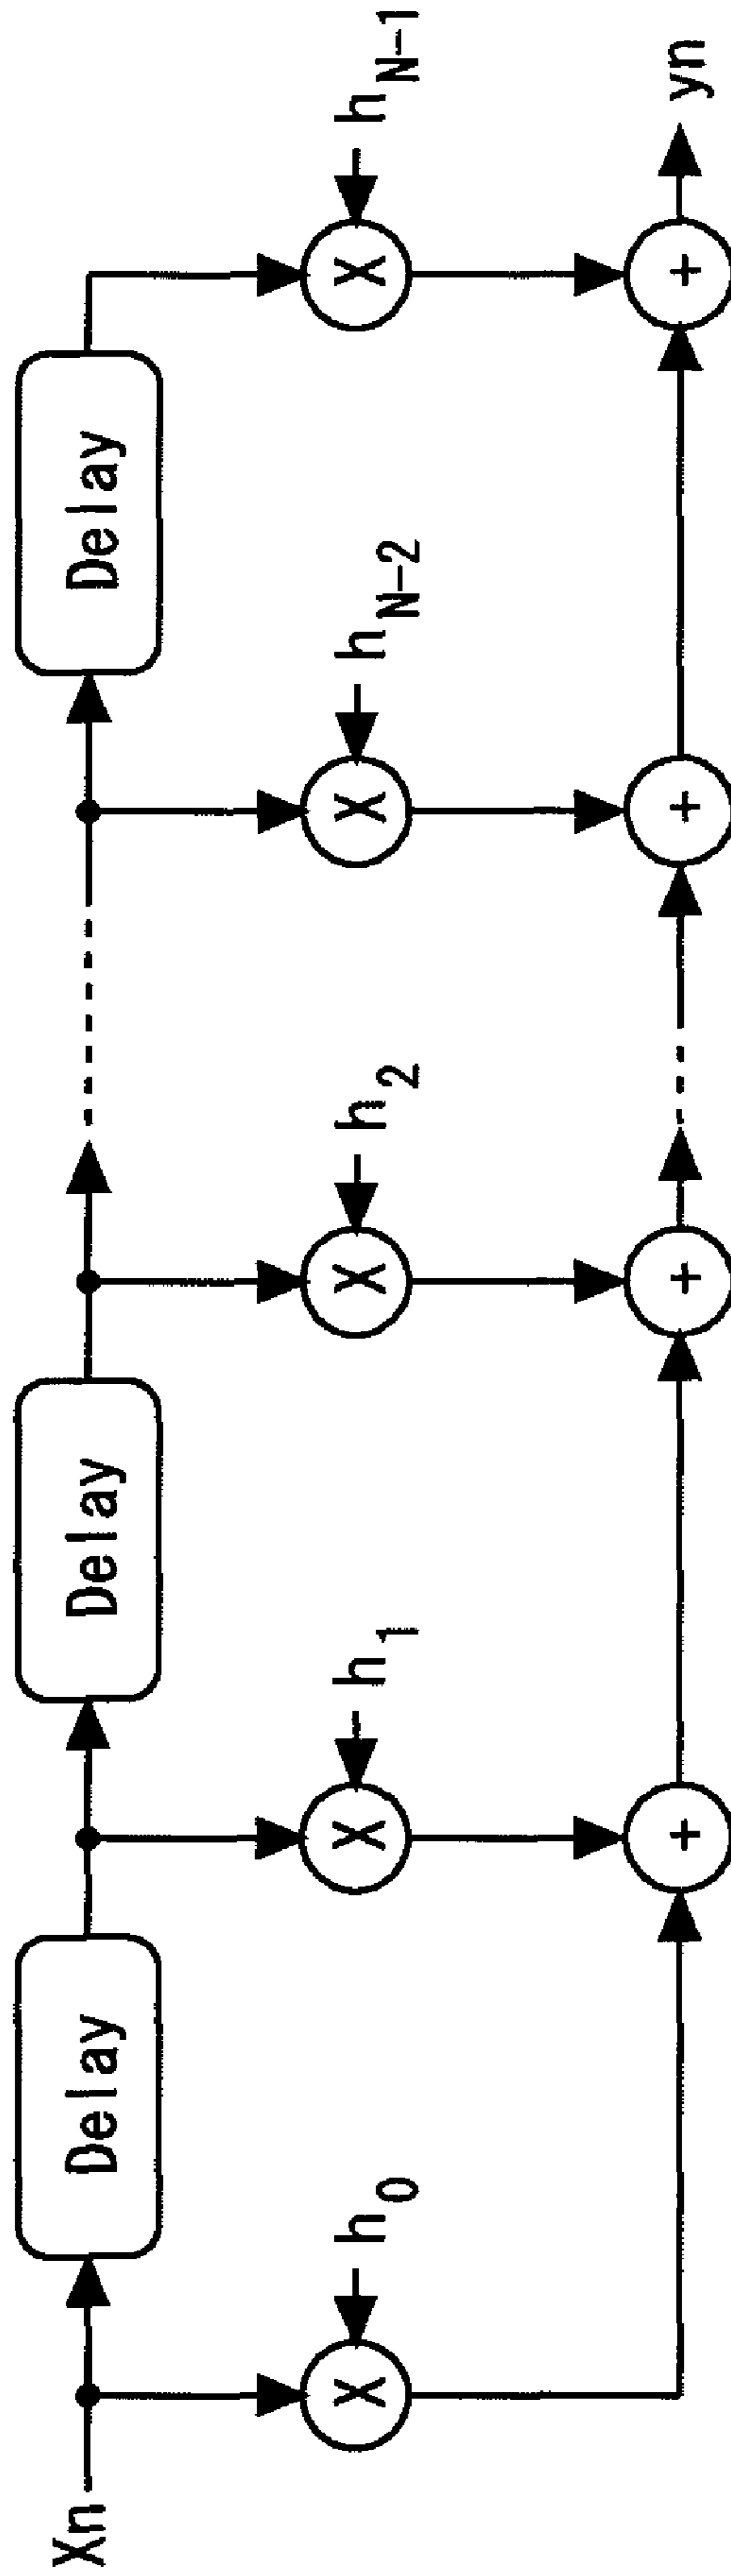 Xn
Delay
Delay
Delay
X
h0
X
h1
X
h2
X
hN-2
X
hN-1
+
+
+
+
yn